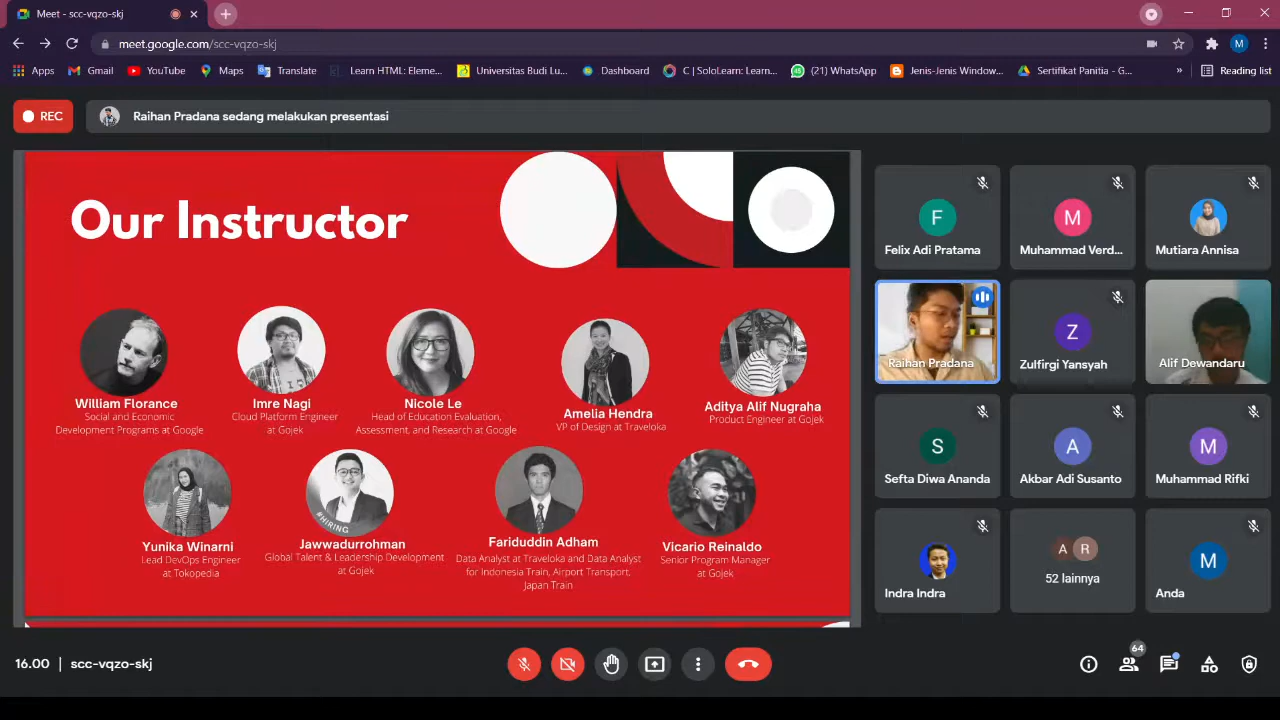 Meet - scc-vqzo-skj
meet.google.com/scc-vqzo-skj
M
Apps
Gmail
YouTube
Maps
Translate
Learn HTML: Eleme...
Universitas Budi Lu...
Dashboard
C | SoloLearn: Learn...
(21) WhatsApp
Jenis-Jenis Window...
Sertifikat Panitia - G...
»
Reading list
REC
Raihan Pradana sedang melakukan presentasi
Our Instructor
William Florance
Social and Economic
Development Programs at Google
Imre Nagi
Cloud Platform Engineer
at Gojek
Nicole Le
Head of Education Evaluation,
Assessment, and Research at Google
Amelia Hendra
VP of Design at Traveloka
Aditya Alif Nugraha
Product Engineer at Gojek
Yunika Winarni
Lead DevOps Engineer
at Tokopedia
#HIRING
Jawwadurrohman
Global Talent & Leadership Development
at Gojek
Fariduddin Adham
Data Analyst at Traveloka and Data Analyst
for Indonesia Train, Airport Transport,
Japan Train
Vicario Reinaldo
Senior Program Manager
at Gojek
F
Felix Adi Pratama
M
Muhammad Verd...
Mutiara Annisa
Raihan Pradana
Z
Zulfirgi Yansyah
Alif Dewandaru
S
Sefta Diwa Ananda
A
Akbar Adi Susanto
M
Muhammad Rifki
Indra Indra
A R
52 lainnya
M
Anda
16.00 | scc-vqzo-skj
64